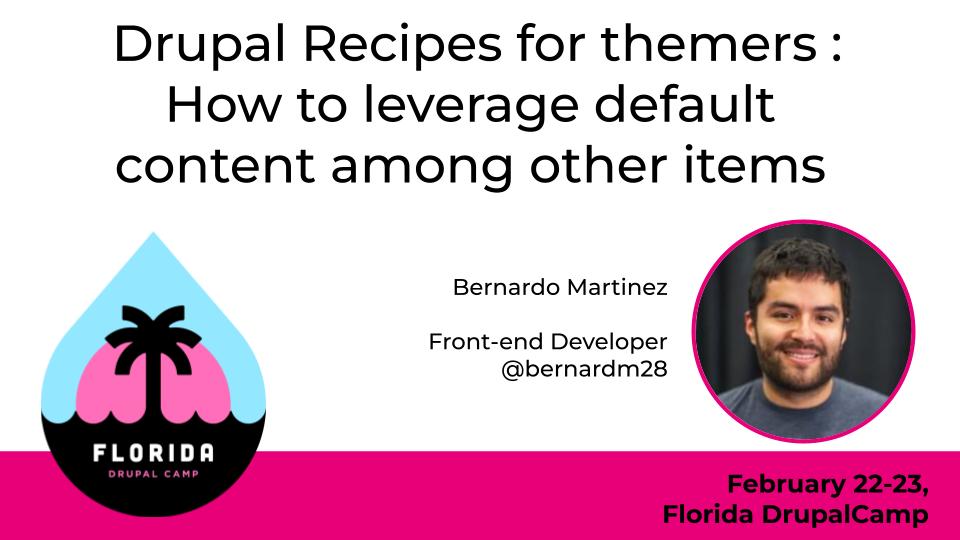 Drupal Recipes for themers :
How to leverage default
content among other items
Bernardo Martinez
Front-end Developer
@bernardm28
FLORIDA
DRUPAL CAMP
February 22-23,
Florida DrupalCamp